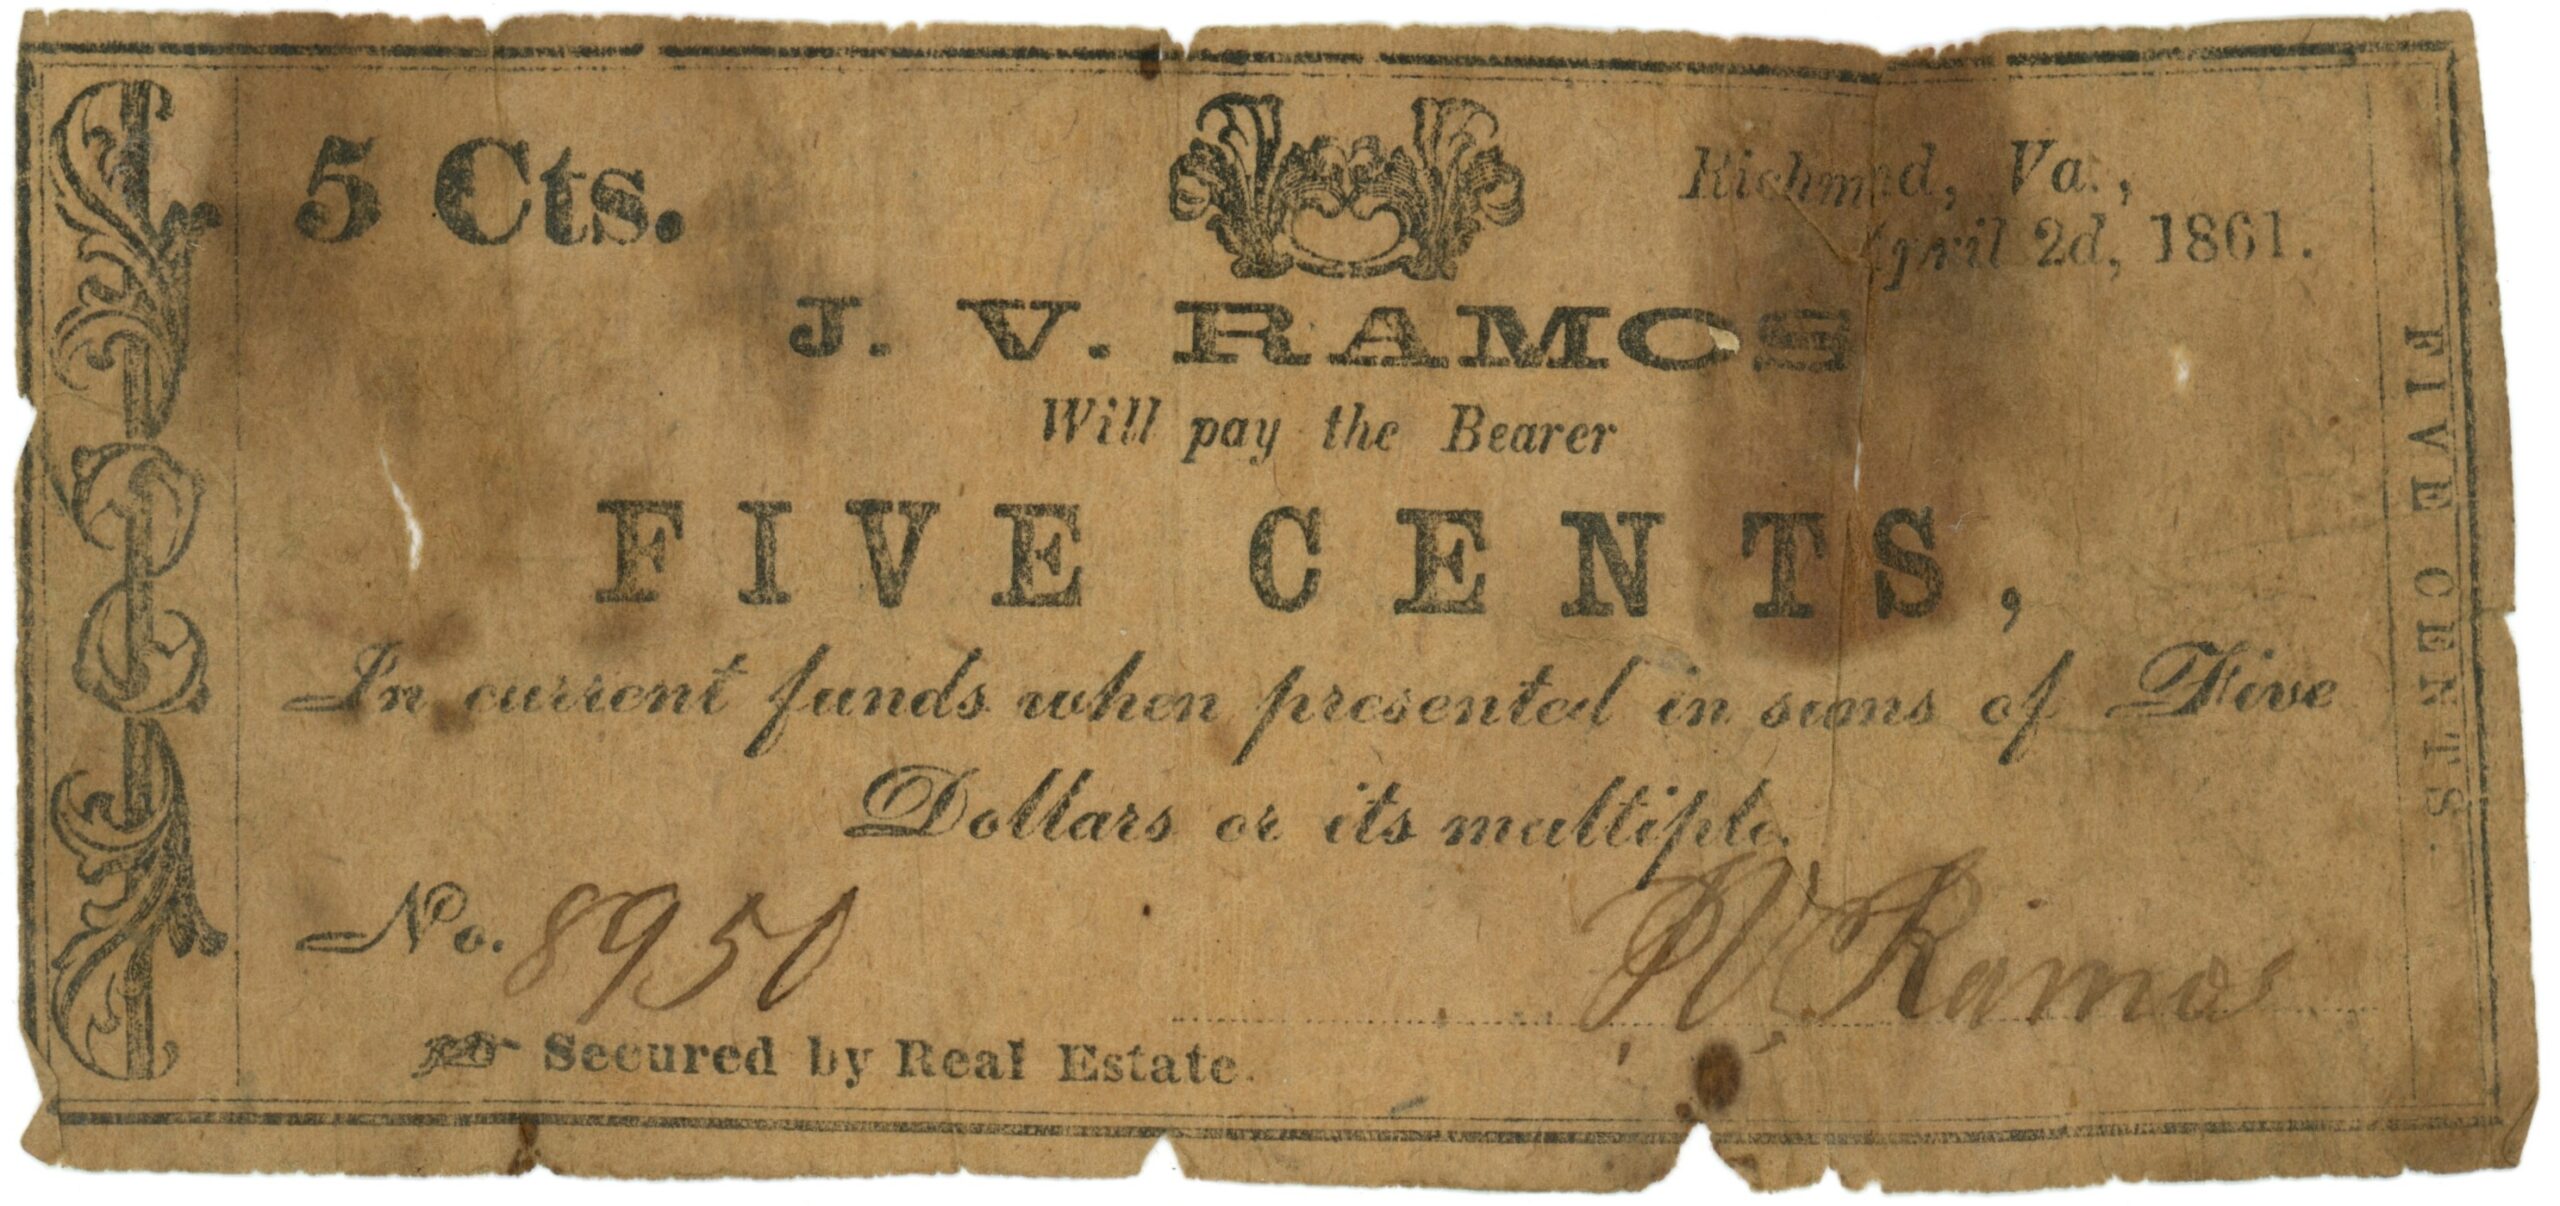 5 Cts.
Richmond, Va.,
April 2d, 1861.
J. V. RAMOS
Will pay the Bearer
FIVE CENTS,
In current funds when presented in sums of Five
Dollars or its multiple.
No. 8950
J. V. Ramos
Secured by Real Estate.
FIVE CENTS.